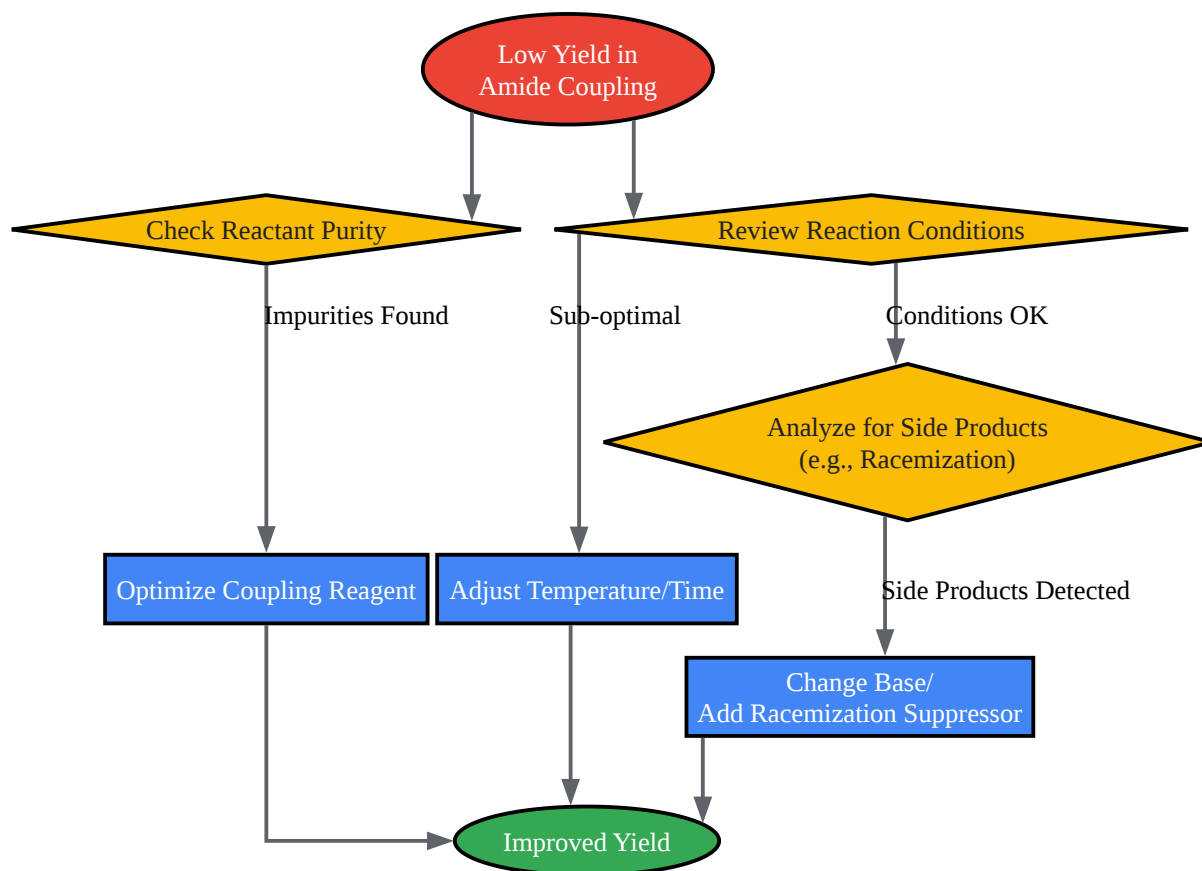 Low Yield in
Amide Coupling
Check Reactant Purity
Review Reaction Conditions
Impurities Found
Sub-optimal
Conditions OK
Analyze for Side Products
(e.g., Racemization)
Optimize Coupling Reagent
Adjust Temperature/Time
Side Products Detected
Change Base/
Add Racemization Suppressor
Improved Yield